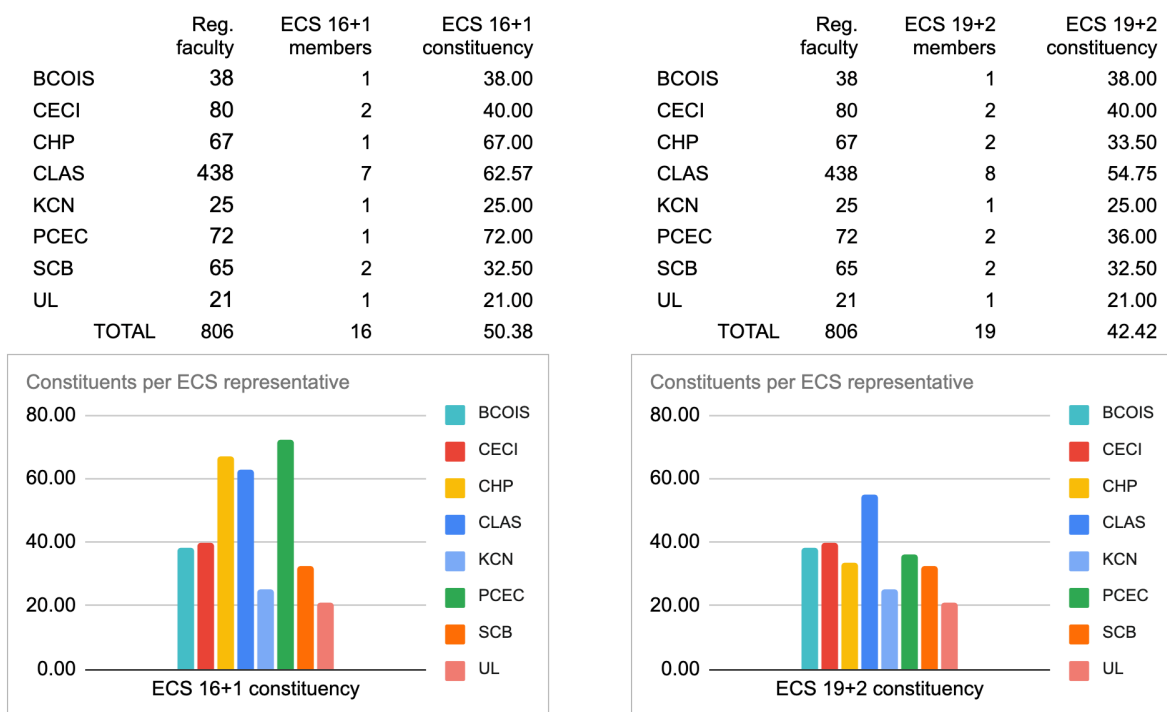 Reg. faculty ECS 16+1 members ECS 16+1 constituency
BCOIS 38 1 38.00
CECI 80 2 40.00
CHP 67 1 67.00
CLAS 438 7 62.57
KCN 25 1 25.00
PCEC 72 1 72.00
SCB 65 2 32.50
UL 21 1 21.00
TOTAL 806 16 50.38
Constituents per ECS representative
80.00
60.00
40.00
20.00
0.00
ECS 16+1 constituency
BCOIS
CECI
CHP
CLAS
KCN
PCEC
SCB
UL
Reg. faculty ECS 19+2 members ECS 19+2 constituency
BCOIS 38 1 38.00
CECI 80 2 40.00
CHP 67 2 33.50
CLAS 438 8 54.75
KCN 25 1 25.00
PCEC 72 2 36.00
SCB 65 2 32.50
UL 21 1 21.00
TOTAL 806 19 42.42
Constituents per ECS representative
80.00
60.00
40.00
20.00
0.00
ECS 19+2 constituency
BCOIS
CECI
CHP
CLAS
KCN
PCEC
SCB
UL